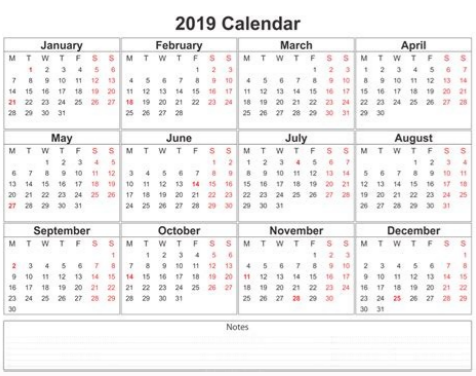 2019 Calendar
January
M T W T F S S
1 2 3 4 5 6
7 8 9 10 11 12 13
14 15 16 17 18 19 20
21 22 23 24 25 26 27
28 29 30 31
February
M T W T F S S
1 2 3
4 5 6 7 8 9 10
11 12 13 14 15 16 17
18 19 20 21 22 23 24
25 26 27 28
March
M T W T F S S
1 2 3
4 5 6 7 8 9 10
11 12 13 14 15 16 17
18 19 20 21 22 23 24
25 26 27 28 29 30 31
April
M T W T F S S
1 2 3 4 5 6 7
8 9 10 11 12 13 14
15 16 17 18 19 20 21
22 23 24 25 26 27 28
29 30
May
M T W T F S S
1 2 3 4 5
6 7 8 9 10 11 12
13 14 15 16 17 18 19
20 21 22 23 24 25 26
27 28 29 30 31
June
M T W T F S S
1 2
3 4 5 6 7 8 9
10 11 12 13 14 15 16
17 18 19 20 21 22 23
24 25 26 27 28 29 30
July
M T W T F S S
1 2 3 4 5 6 7
8 9 10 11 12 13 14
15 16 17 18 19 20 21
22 23 24 25 26 27 28
29 30 31
August
M T W T F S S
1 2 3 4
5 6 7 8 9 10 11
12 13 14 15 16 17 18
19 20 21 22 23 24 25
26 27 28 29 30 31
September
M T W T F S S
1
2 3 4 5 6 7 8
9 10 11 12 13 14 15
16 17 18 19 20 21 22
23 24 25 26 27 28 29
30
October
M T W T F S S
1 2 3 4 5 6
7 8 9 10 11 12 13
14 15 16 17 18 19 20
21 22 23 24 25 26 27
28 29 30 31
November
M T W T F S S
1 2 3
4 5 6 7 8 9 10
11 12 13 14 15 16 17
18 19 20 21 22 23 24
25 26 27 28 29 30
December
M T W T F S S
1
2 3 4 5 6 7 8
9 10 11 12 13 14 15
16 17 18 19 20 21 22
23 24 25 26 27 28 29
30 31
Notes